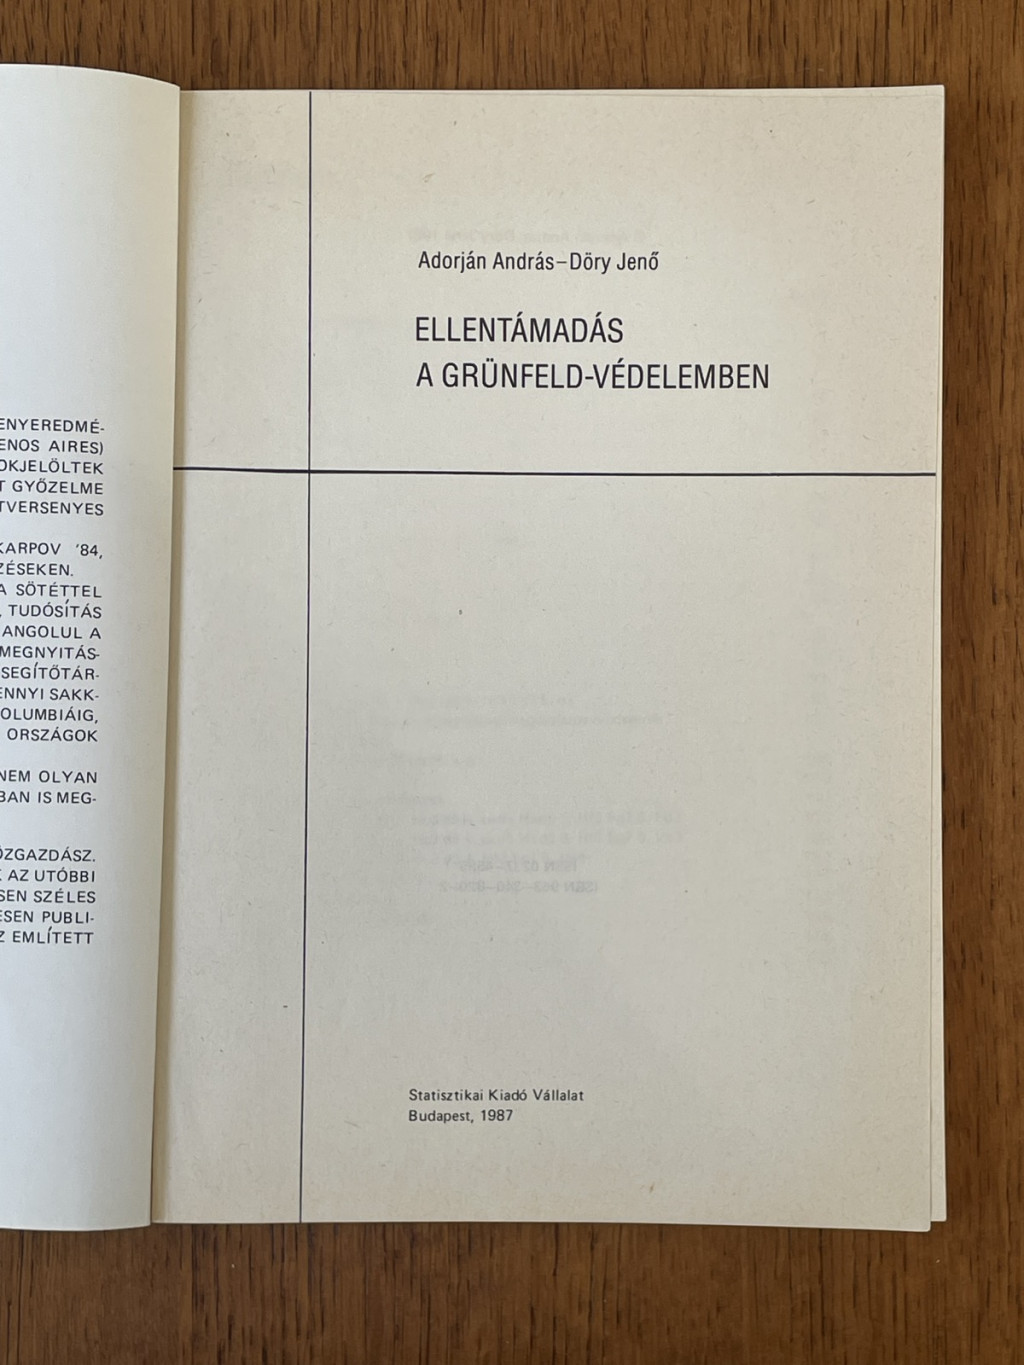 ENYEREDMÉ-
ENOS AIRES)
OKJELÖLTEK
T GYŐZELME
TVERSENYES
KARPOV '84,
ZÉSEKEN.
A SÖTÉTTEL
, TUDÓSÍTÁS
ANGOLUL A
MEGNYITÁS-
SEGÍTŐTÁR-
ENNYI SAKK-
OLUMBIÁIG,
ORSZÁGOK
NEM OLYAN
BAN IS MEG-
ÖZGAZDÁSZ.
AZ UTÓBBI
SEN SZÉLES
ESEN PUBLI-
Z EMLÍTETT
Adorján András–Döry Jenő
ELLENTÁMADÁS
A GRÜNFELD-VÉDELEMBEN
Statisztikai Kiadó Vállalat
Budapest, 1987